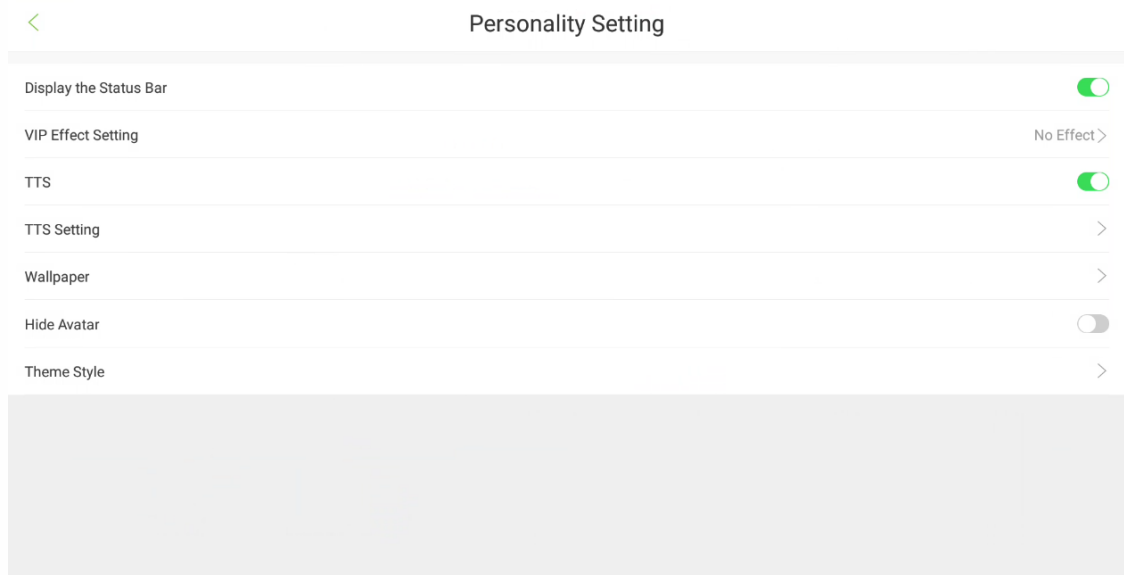 Personality Setting
Display the Status Bar
VIP Effect Setting
No Effect
TTS
TTS Setting
Wallpaper
Hide Avatar
Theme Style